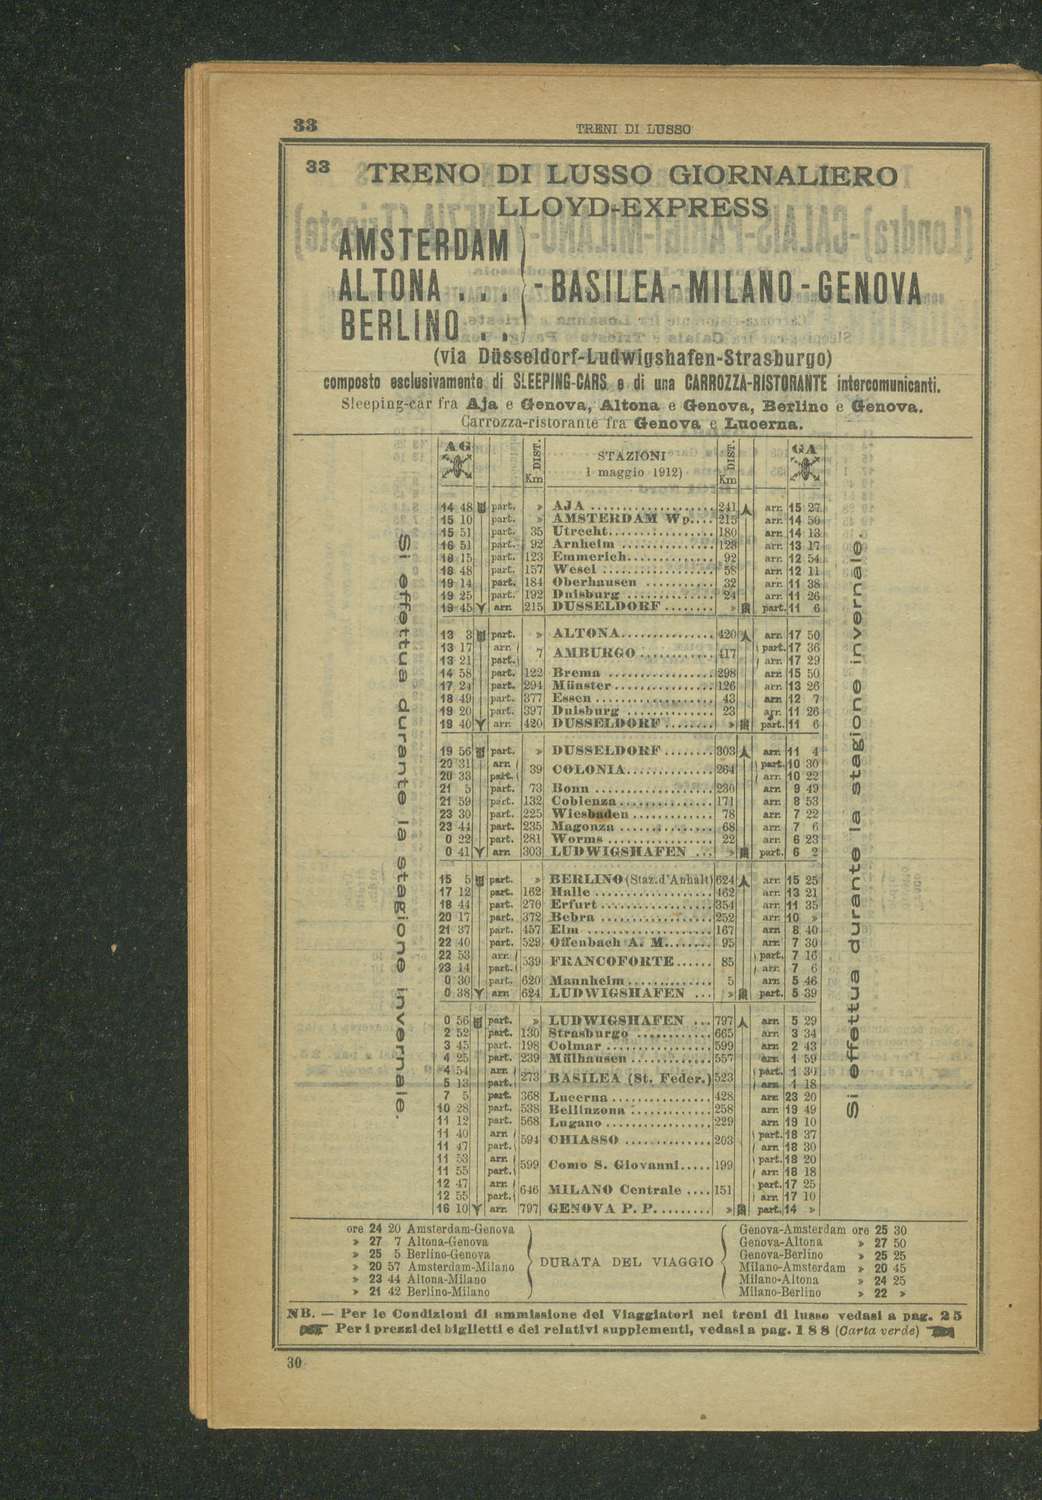 33 TRENI DI LUSSO
33 TRENO DI LUSSO GIORNALIERO
LLOYD-EXPRESS
AMSTERDAM
ALTONA . . . -BASILEA-MILANO-GENOVA
BERLINO . .
(via Düsseldorf-Ludwigshafen-Strasburgo)
composto esclusivamente di SLEEPING-CARS e di una CARROZZA-RISTORANTE intercomunicanti.
Sleeping-car fra Aja e Genova, Altona e Genova, Berlino e Genova.
Carrozza-ristorante fra Genova e Lucerna.
AG DIST. Km STAZIONI 1 maggio 1912) DIST. Km GA
Si effettua durante la stagione invernale.
14 48 part. » AJA 241 arr. 15 27
15 10 part. » AMSTERDAM Wp. 215 arr. 14 50
15 51 part. 35 Utrecht 180 arr. 14 13
16 51 part. 92 Arnheim 128 arr. 13 17
18 15 part. 123 Emmerich 92 arr. 12 54
18 48 part. 157 Wesel 58 arr. 12 11
19 14 part. 184 Oberhausen 32 arr. 11 38
19 25 part. 192 Duisburg 24 arr. 11 26
19 45 arr. 215 DUSSELDORF » part. 11 6
13 3 part. » ALTONA 420 arr. 17 50
13 17 arr. part. 17 36
7 AMBURGO 417
13 21 part. arr. 17 29
14 58 part. 122 Brema 298 arr. 15 50
17 24 part. 294 Münster 126 arr. 13 26
18 49 part. 377 Essen 43 arr. 12 7
19 20 part. 397 Duisburg 23 arr. 11 26
19 40 arr. 420 DUSSELDORF » part. 11 6
19 56 part. » DUSSELDORF 303 arr. 11 4
20 31 arr. part. 10 30
39 COLONIA 264
20 33 part. arr. 10 22
21 5 part. 73 Bonn 230 arr. 9 49
21 59 part. 132 Coblenza 171 arr. 8 53
23 30 part. 225 Wiesbaden 78 arr. 7 22
23 44 part. 235 Magonza 68 arr. 7 6
0 22 part. 281 Worms 22 arr. 6 23
0 41 arr. 303 LUDWIGSHAFEN » part. 6 2
15 5 part. » BERLINO (Staz. d'Anhalt) 624 arr. 15 25
17 12 part. 162 Halle 462 arr. 13 21
18 44 part. 270 Erfurt 354 arr. 11 35
20 17 part. 372 Bebra 252 arr. 10 »
21 37 part. 457 Elm 167 arr. 8 40
22 40 part. 529 Offenbach A. M. 95 arr. 7 30
22 53 arr. part. 7 16
539 FRANCOFORTE 85
23 14 part. arr. 7 6
0 30 part. 620 Mannheim 5 arr. 5 46
0 38 arr. 624 LUDWIGSHAFEN » part. 5 39
0 56 part. » LUDWIGSHAFEN 797 arr. 5 29
2 52 part. 130 Strasburgo 665 arr. 3 34
3 45 part. 198 Colmar 599 arr. 2 43
4 25 part. 239 Mülhausen 557 arr. 1 59
4 54 arr. part. 1 30
273 BASILEA (St. Feder.) 523
5 13 part. arr. 1 18
7 5 part. 368 Lucerna 428 arr. 23 20
10 28 part. 538 Bellinzona 258 arr. 19 49
11 12 part. 568 Lugano 229 arr. 19 10
11 40 arr. part. 18 37
594 CHIASSO 203
11 47 part. arr. 18 30
11 53 arr. part. 18 20
599 Como S. Giovanni 199
11 55 part. arr. 18 18
12 47 arr. part. 17 25
646 MILANO Centrale 151
12 55 part. arr. 17 10
16 10 arr. 797 GENOVA P. P. » part. 14 »
Si effettua durante la stagione invernale.
ore 24 20 Amsterdam-Genova
» 27 7 Altona-Genova
» 25 5 Berlino-Genova
» 20 57 Amsterdam-Milano
» 23 44 Altona-Milano
» 21 42 Berlino-Milano
DURATA DEL VIAGGIO
Genova-Amsterdam ore 25 30
Genova-Altona » 27 50
Genova-Berlino » 25 25
Milano-Amsterdam » 20 45
Milano-Altona » 24 25
Milano-Berlino » 22 »
NB. — Per le Condizioni di ammissione dei Viaggiatori nei treni di lusso vedasi a pag. 25
Per i prezzi dei biglietti e dei relativi supplementi, vedasi a pag. 188 (Carta verde)
30